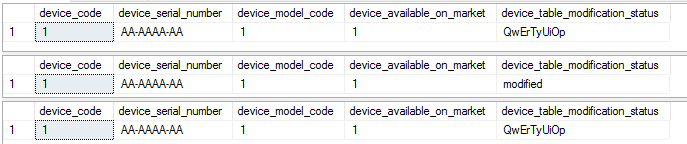 device_code device_serial_number device_model_code device_available_on_market device_table_modification_status
1 1 AA-AAAA-AA 1 1 QwErTyUiOp
device_code device_serial_number device_model_code device_available_on_market device_table_modification_status
1 1 AA-AAAA-AA 1 1 modified
device_code device_serial_number device_model_code device_available_on_market device_table_modification_status
1 1 AA-AAAA-AA 1 1 QwErTyUiOp